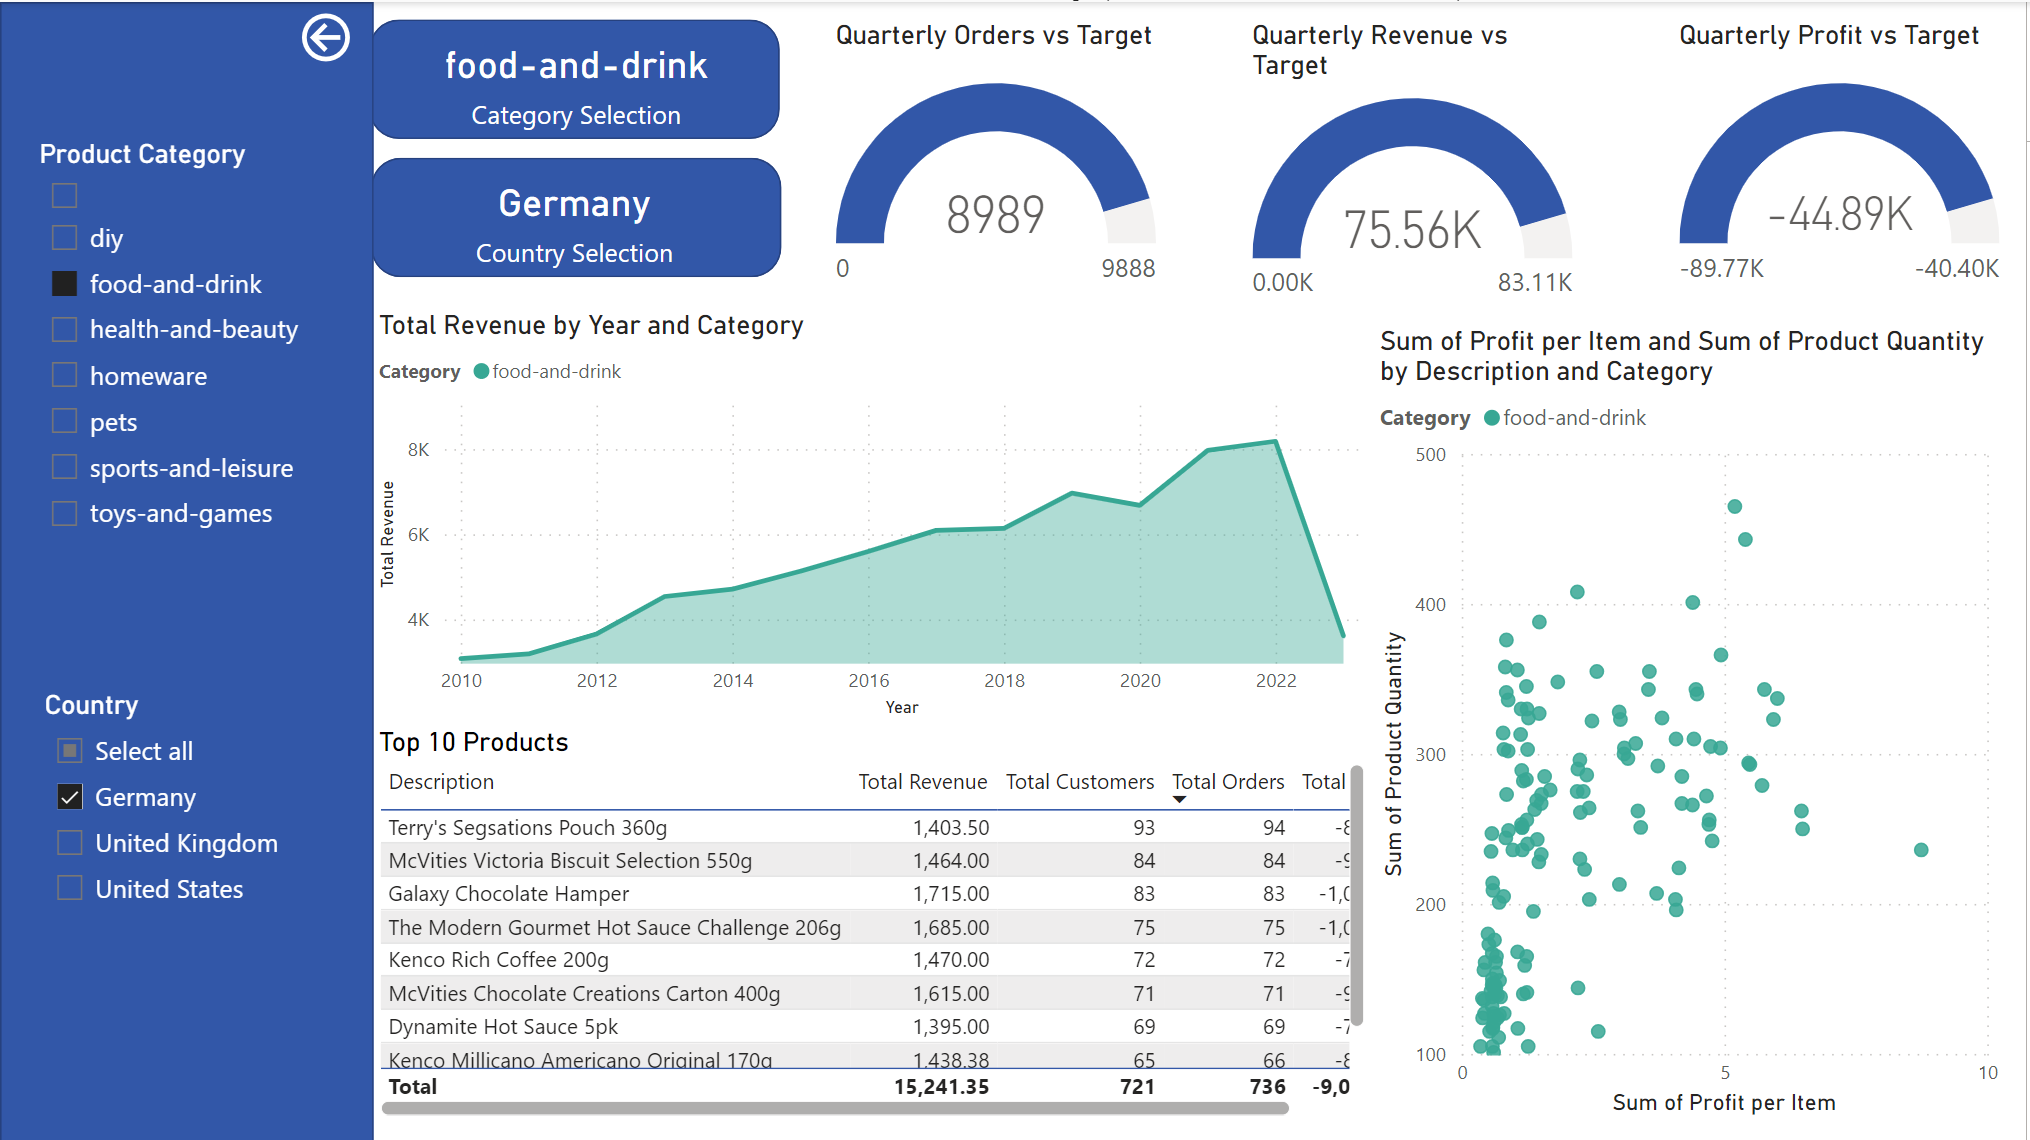 Product Category
diy
food-and-drink
health-and-beauty
homeware
pets
sports-and-leisure
toys-and-games
Country
Select all
Germany
United Kingdom
United States
food-and-drink
Category Selection
Germany
Country Selection
Quarterly Orders vs Target
8989
0
9888
Quarterly Revenue vs
Target
75.56K
0.00K
83.11K
Quarterly Profit vs Target
-44.89K
-89.77K
-40.40K
Total Revenue by Year and Category
Category food-and-drink
Total Revenue
8K
6K
4K
2010 2012 2014 2016 2018 2020 2022
Year
Top 10 Products
Description Total Revenue Total Customers Total Orders Total
Terry's Segsations Pouch 360g 1,403.50 93 94 -8
McVities Victoria Biscuit Selection 550g 1,464.00 84 84 -9
Galaxy Chocolate Hamper 1,715.00 83 83 -1,0
The Modern Gourmet Hot Sauce Challenge 206g 1,685.00 75 75 -1,0
Kenco Rich Coffee 200g 1,470.00 72 72 -7
McVities Chocolate Creations Carton 400g 1,615.00 71 71 -9
Dynamite Hot Sauce 5pk 1,395.00 69 69 -7
Kenco Millicano Americano Original 170g 1,438.38 65 66 -8
Total 15,241.35 721 736 -9,0
Sum of Profit per Item and Sum of Product Quantity
by Description and Category
Category food-and-drink
Sum of Product Quantity
500
400
300
200
100
0 5 10
Sum of Profit per Item